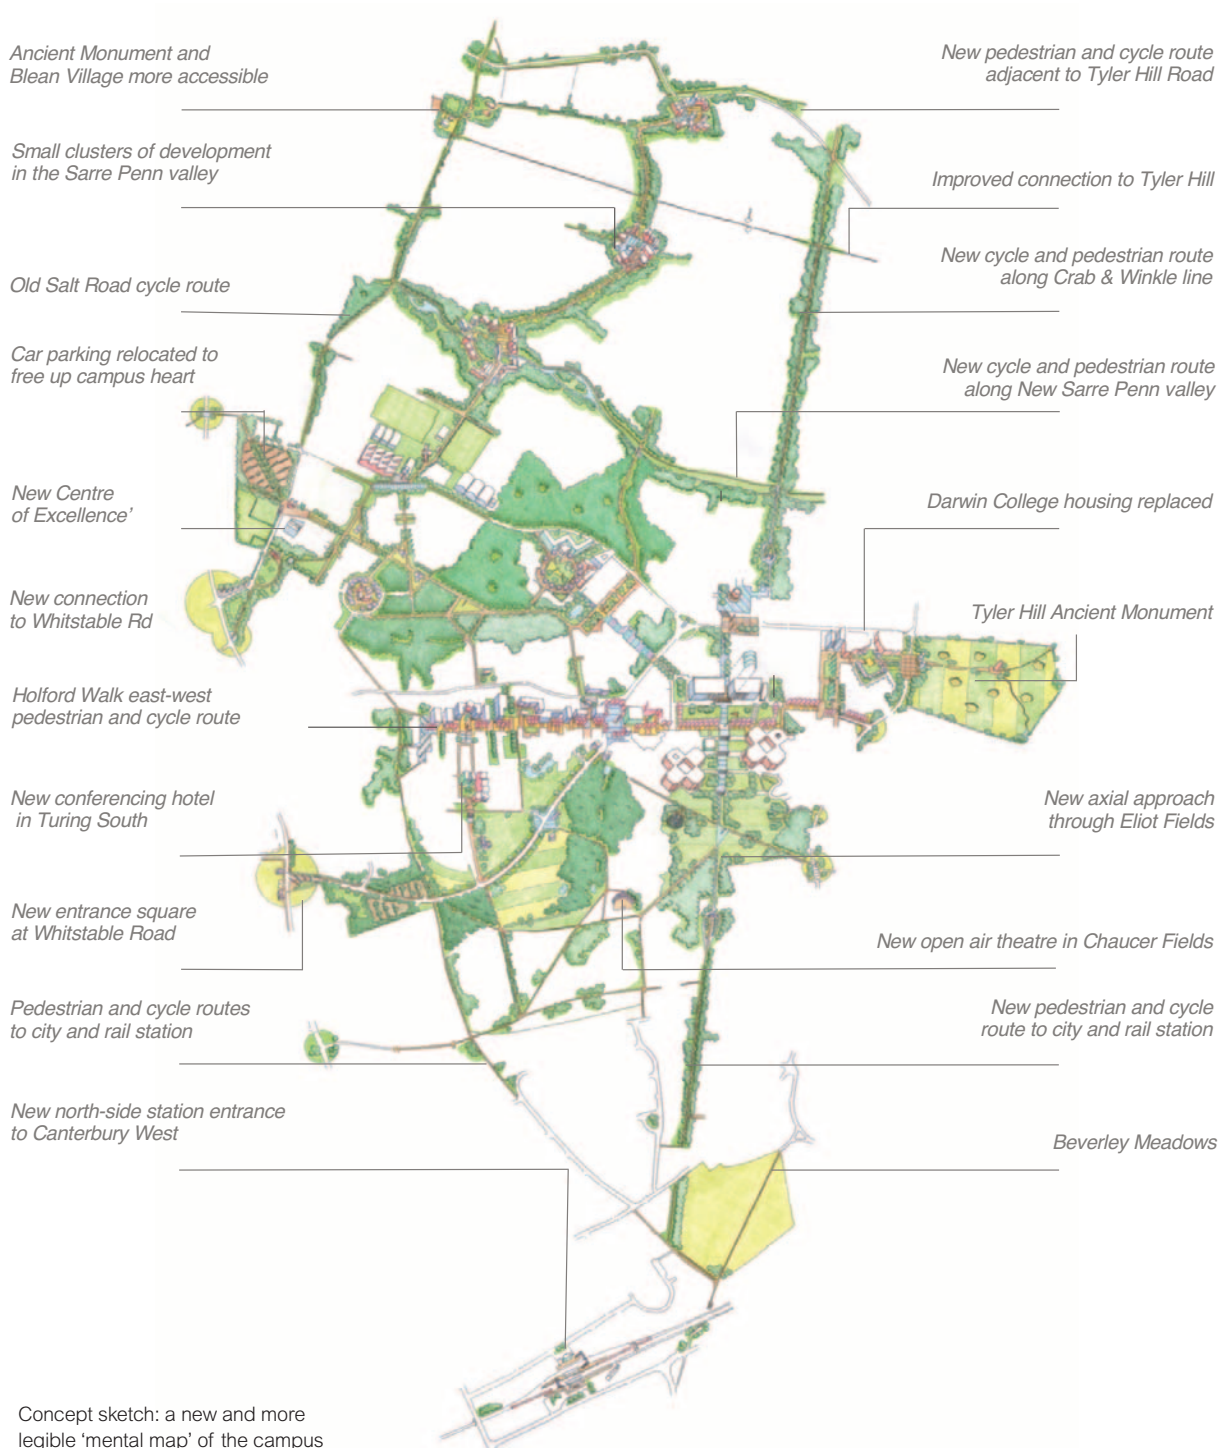 Ancient Monument and
Blean Village more accessible
Small clusters of development
in the Sarre Penn valley
Old Salt Road cycle route
Car parking relocated to
free up campus heart
New Centre
of Excellence’
New connection
to Whitstable Rd
Holford Walk east-west
pedestrian and cycle route
New conferencing hotel
in Turing South
New entrance square
at Whitstable Road
Pedestrian and cycle routes
to city and rail station
New north-side station entrance
to Canterbury West
New pedestrian and cycle route
adjacent to Tyler Hill Road
Improved connection to Tyler Hill
New cycle and pedestrian route
along Crab & Winkle line
New cycle and pedestrian route
along New Sarre Penn valley
Darwin College housing replaced
Tyler Hill Ancient Monument
New axial approach
through Eliot Fields
New open air theatre in Chaucer Fields
New pedestrian and cycle
route to city and rail station
Beverley Meadows
Concept sketch: a new and more
legible ‘mental map’ of the campus